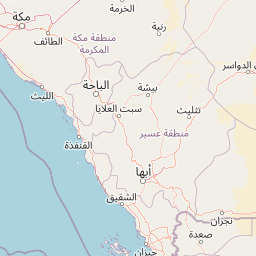 الخرمة
مكة
رنية
منطقة مكة
المكرمة
الطائف
ى الدواسر
الباحة
بيشة
الليث
سبت العلايا
تثليث
منطقة عسير
القنفذة
أبها
الشقيق
نجران
صعدة
جيزان